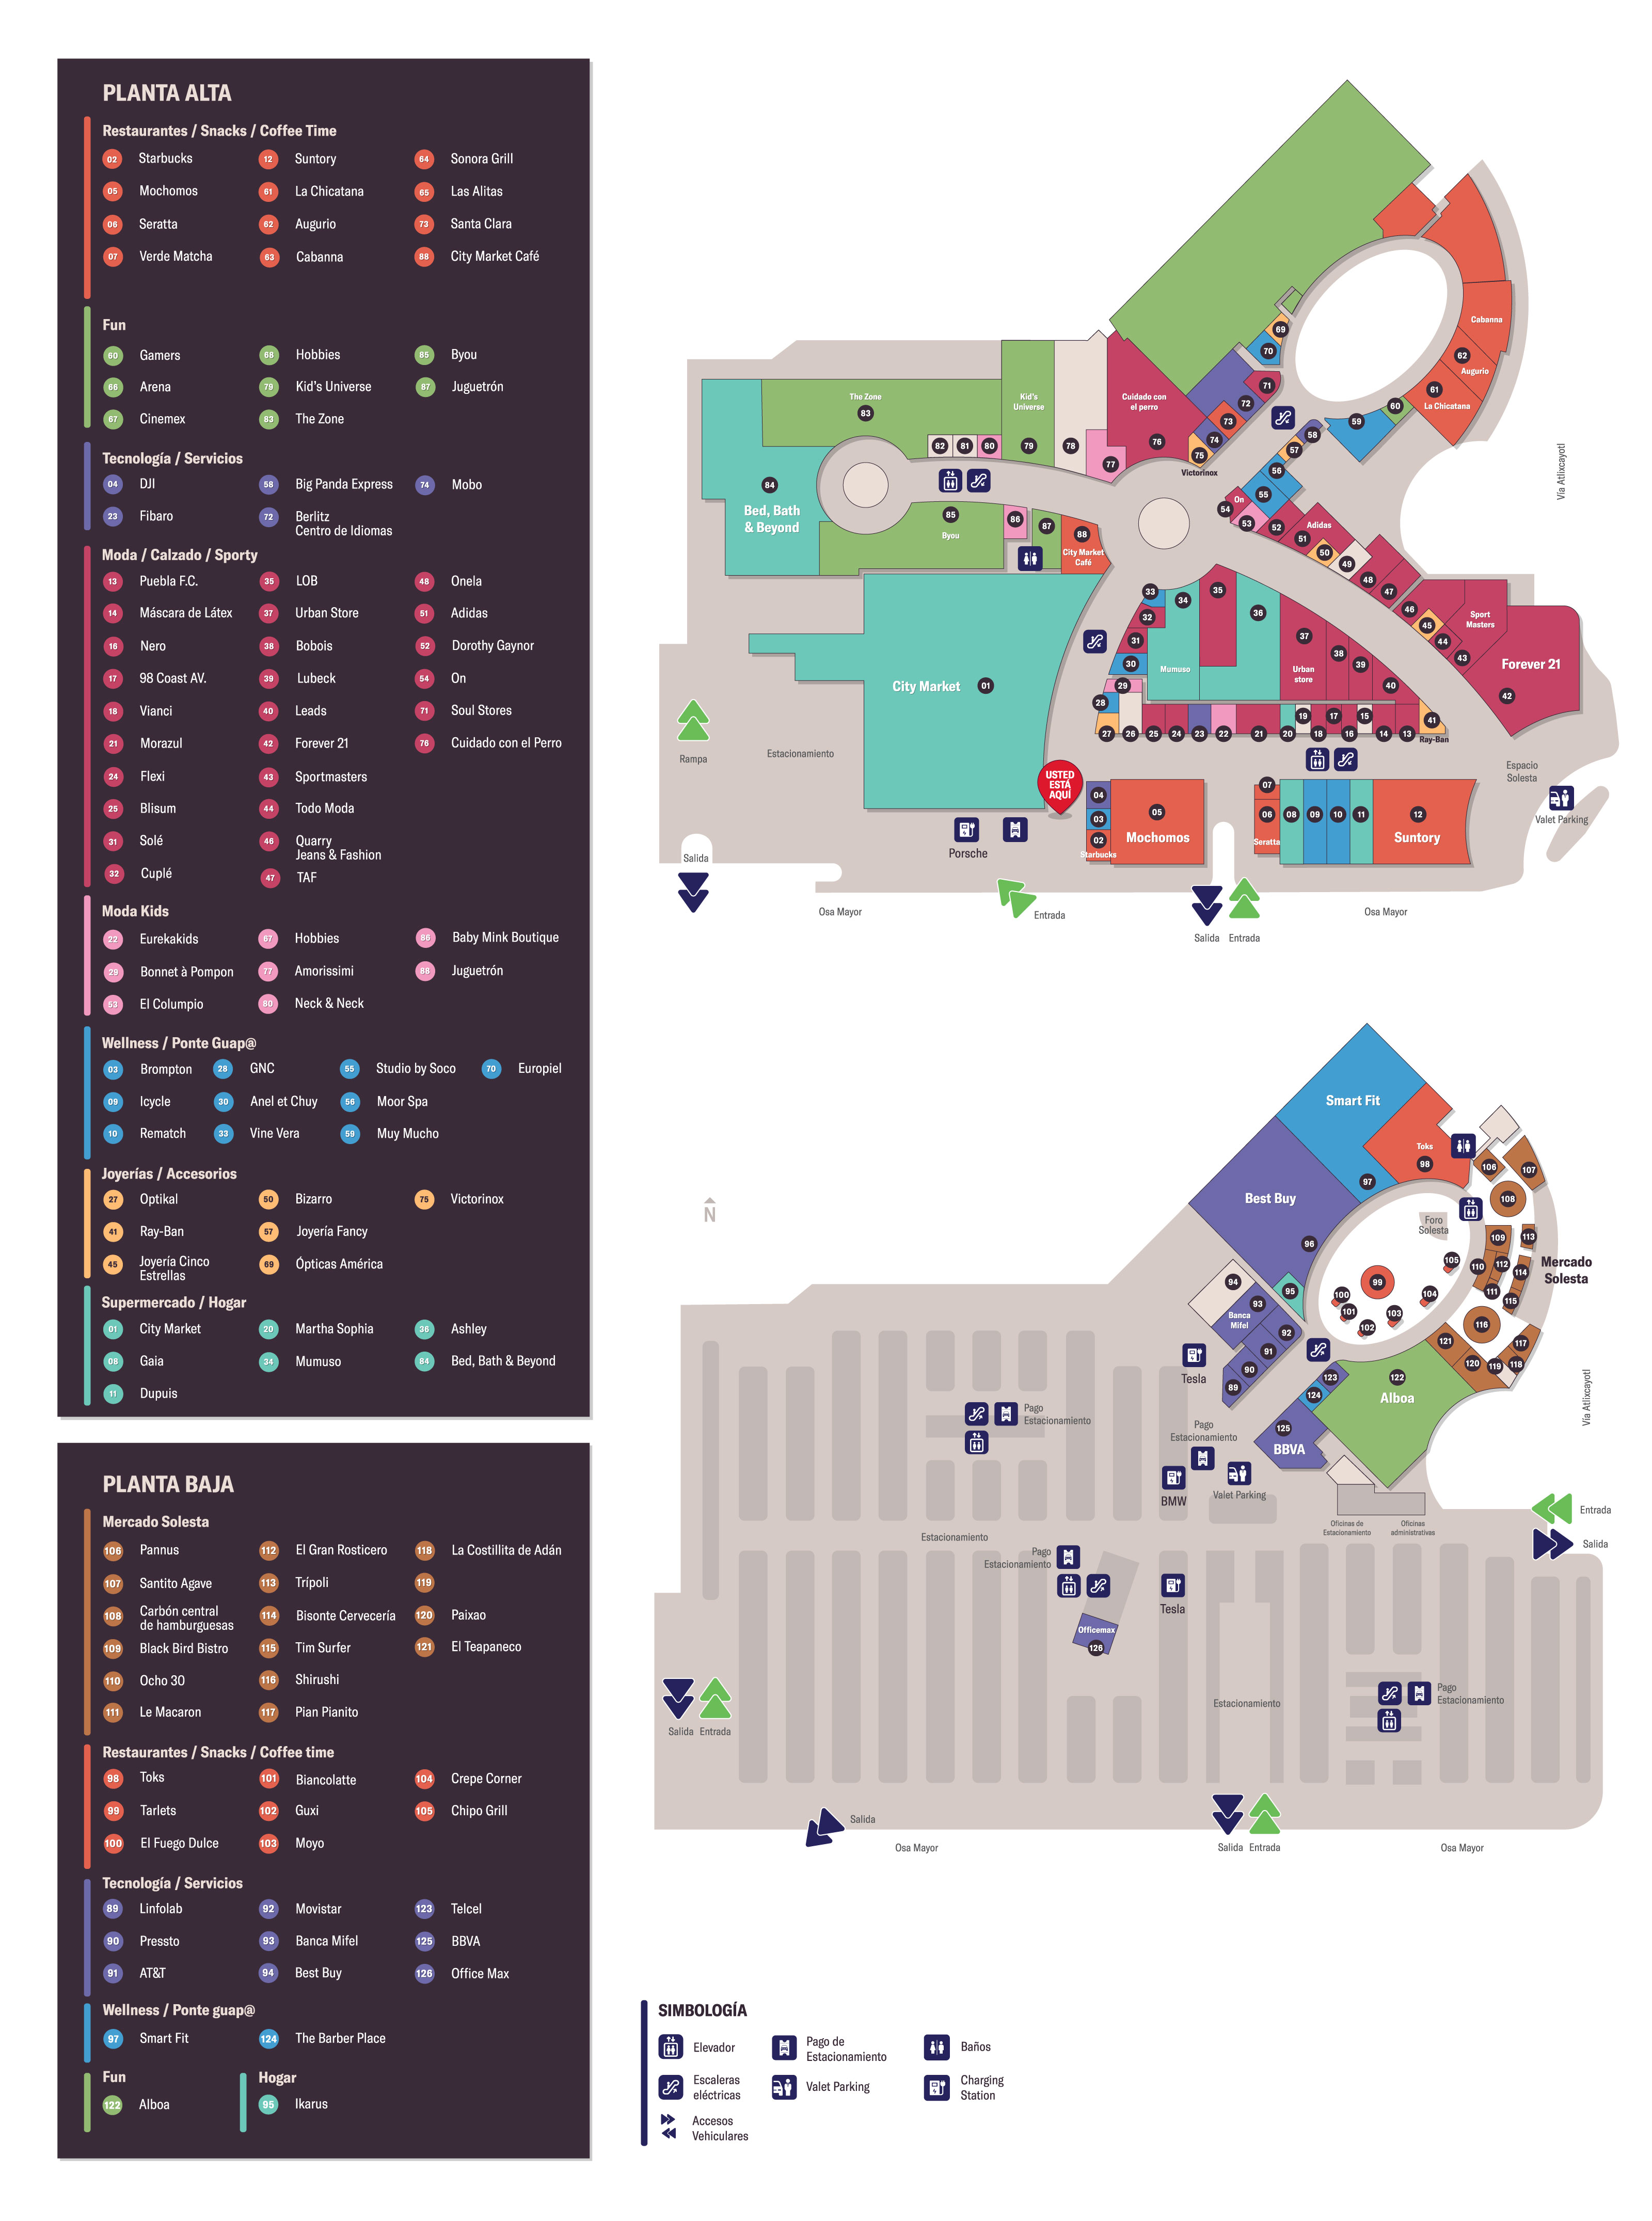 PLANTA ALTA
Restaurantes / Snacks / Coffee Time
02 Starbucks
05 Mochomos
06 Seratta
07 Verde Matcha
12 Suntory
61 La Chicatana
62 Augurio
63 Cabanna
64 Sonora Grill
65 Las Alitas
73 Santa Clara
88 City Market Café
Fun
60 Gamers
66 Arena
67 Cinemex
68 Hobbies
79 Kid's Universe
83 The Zone
85 Byou
87 Juguetrón
Tecnología / Servicios
04 DJI
23 Fibaro
58 Big Panda Express
72 Berlitz
Centro de Idiomas
74 Mobo
Moda / Calzado / Sporty
13 Puebla F.C.
14 Máscara de Látex
16 Nero
17 98 Coast AV.
18 Vianci
21 Morazul
24 Flexi
25 Blisum
31 Solé
32 Cuplé
35 LOB
37 Urban Store
38 Bobois
39 Lubeck
40 Leads
42 Forever 21
43 Sportmasters
44 Todo Moda
46 Quarry
Jeans & Fashion
47 TAF
48 Onela
51 Adidas
52 Dorothy Gaynor
54 On
71 Soul Stores
76 Cuidado con el Perro
Moda Kids
22 Eurekakids
29 Bonnet à Pompon
53 El Columpio
67 Hobbies
77 Amorissimi
80 Neck & Neck
86 Baby Mink Boutique
88 Juguetrón
Wellness / Ponte Guap@
03 Brompton
09 Icycle
10 Rematch
28 GNC
30 Anel et Chuy
33 Vine Vera
55 Studio by Soco
56 Moor Spa
59 Muy Mucho
70 Europiel
Joyerías / Accesorios
27 Optikal
41 Ray-Ban
45 Joyería Cinco
Estrellas
50 Bizarro
57 Joyería Fancy
69 Ópticas América
75 Victorinox
Supermercado / Hogar
01 City Market
08 Gaia
11 Dupuis
20 Martha Sophia
34 Mumuso
36 Ashley
84 Bed, Bath & Beyond
PLANTA BAJA
Mercado Solesta
106 Pannus
107 Santito Agave
108 Carbón central
de hamburguesas
109 Black Bird Bistro
110 Ocho 30
111 Le Macaron
112 El Gran Rosticero
113 Trípoli
114 Bisonte Cervecería
115 Tim Surfer
116 Shirushi
117 Pian Pianito
118 La Costillita de Adán
119
120 Paixao
121 El Teapaneco
Restaurantes / Snacks / Coffee time
98 Toks
99 Tarlets
100 El Fuego Dulce
101 Biancolatte
102 Guxi
103 Moyo
104 Crepe Corner
105 Chipo Grill
Tecnología / Servicios
89 Linfolab
90 Pressto
91 AT&T
92 Movistar
93 Banca Mifel
94 Best Buy
123 Telcel
125 BBVA
126 Office Max
Wellness / Ponte guap@
97 Smart Fit
124 The Barber Place
Fun
122 Alboa
Hogar
95 Ikarus
Cabanna
62
Augurio
61
La Chicatana
60
59
69
70
71
72
73
74
75
Victorinox
Cuidado con
el perro
76
77
78
Kid's
Universe
79
The Zone
83
82
81
80
84
Bed, Bath
& Beyond
85
Byou
86
87
88
City Market
Café
58
57
56
55
On
54
53
52
Adidas
51
50
49
48
47
46
45
44
43
Sport
Masters
Forever 21
42
33
34
35
36
32
31
30
29
28
27
Mumuso
37
Urban
store
38
39
40
41
Ray-Ban
26
25
24
23
22
21
20
19
18
17
16
15
14
13
City Market 01
Rampa
Estacionamiento
USTED
ESTÁ
AQUÍ
04
03
02
Starbucks
05
Mochomos
07
06
Seratta
08
09
10
11
12
Suntory
Espacio
Solesta
Valet Parking
Vía Atlixcayotl
Porsche
Salida
Osa Mayor
Entrada
Salida
Entrada
Osa Mayor
Smart Fit
97
Toks
98
Best Buy
96
95
94
93
Banca
Mifel
92
91
90
89
Foro
Solesta
99
100
101
102
103
104
105
106
107
108
109
110
111
112
113
114
115
116
117
118
119
120
121
Mercado
Solesta
122
Alboa
123
124
125
BBVA
N
Tesla
Pago
Estacionamiento
Pago
Estacionamiento
BMW
Valet Parking
Oficinas de
Estacionamiento
Oficinas
administrativas
Vía Atlixcayotl
Entrada
Salida
Estacionamiento
Pago
Estacionamiento
Tesla
Officemax
126
Estacionamiento
Pago
Estacionamiento
Salida
Entrada
Salida
Osa Mayor
Salida
Entrada
Osa Mayor
SIMBOLOGÍA
Elevador
Pago de
Estacionamiento
Baños
Escaleras
eléctricas
Valet Parking
Charging
Station
Accesos
Vehiculares